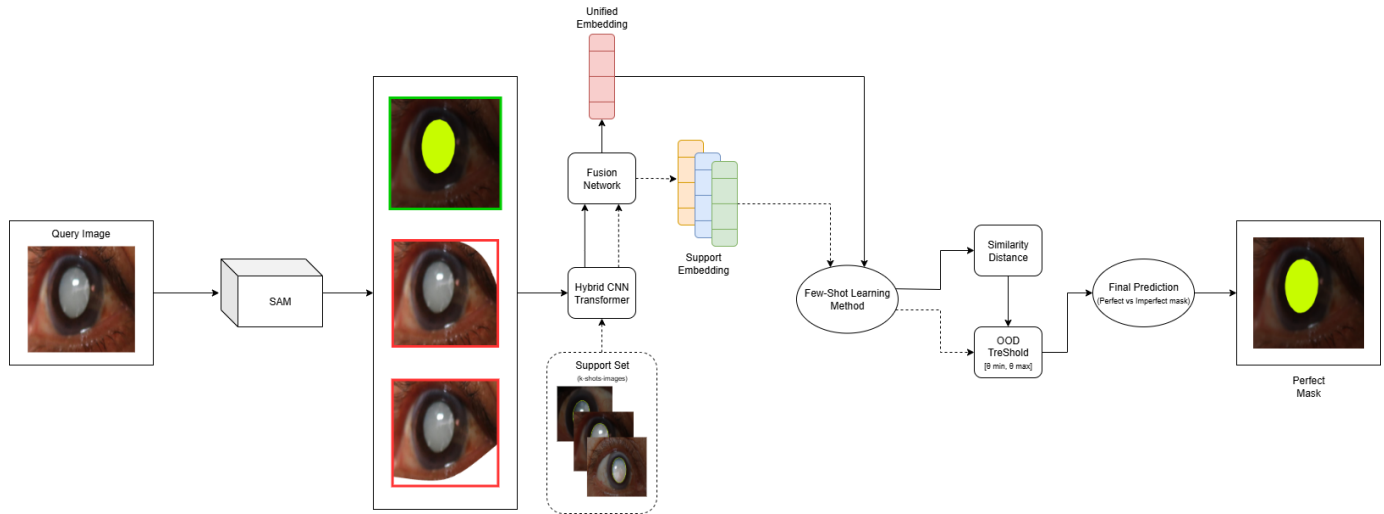 Unified
Embedding
Query Image
SAM
Fusion
Network
Hybrid CNN
Transformer
Support Set
(k-shots-images)
Support
Embedding
Few-Shot Learning
Method
Similarity
Distance
OOD
TreShold
[θ min, θ max]
Final Prediction
(Perfect vs Imperfect mask)
Perfect
Mask